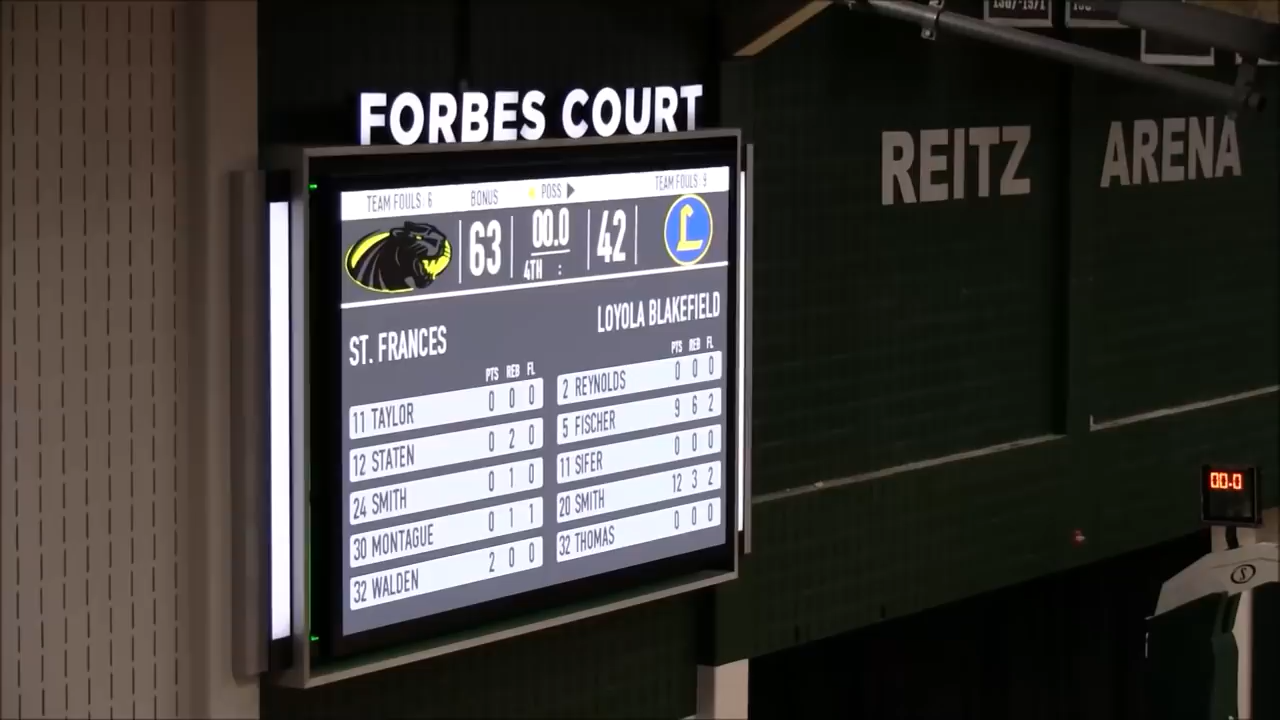 FORBES COURT
REITZ ARENA
TEAM FOULS: 6 BONUS POSS TEAM FOULS: 9
63 00.0 42 L
4TH :
ST. FRANCES
LOYOLA BLAKEFIELD
PTS REB FL
11 TAYLOR 0 0 0
12 STATEN 0 2 0
24 SMITH 0 1 0
30 MONTAGUE 0 1 1
32 WALDEN 2 0 0
PTS REB FL
2 REYNOLDS 0 0 0
5 FISCHER 9 6 2
11 SIFER 0 0 0
20 SMITH 12 3 2
32 THOMAS 0 0 0
00.0
S